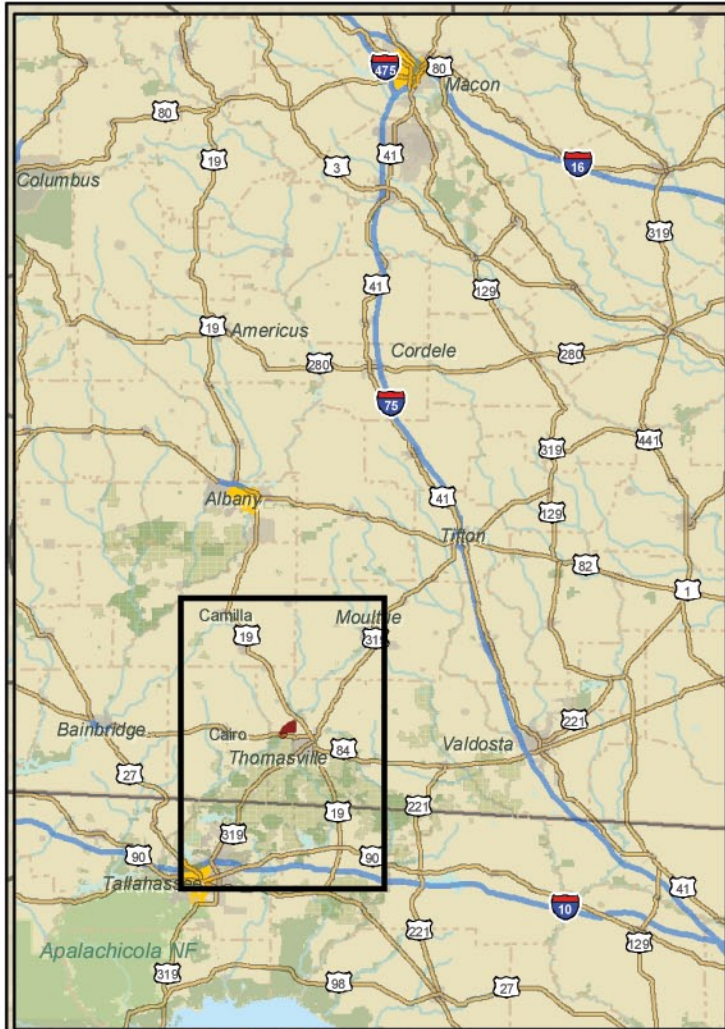 475
80
Macon
80
41
19
3
16
Columbus
319
41
129
19
Americus
280
Cordele
280
75
319
441
41
Albany
129
Tifton
82
1
Camilla
Moultrie
19
319
221
Bainbridge
Cairo
Thomasville
84
Valdosta
27
19
221
319
90
90
Tallahassee
41
10
221
129
Apalachicola NF
319
98
27